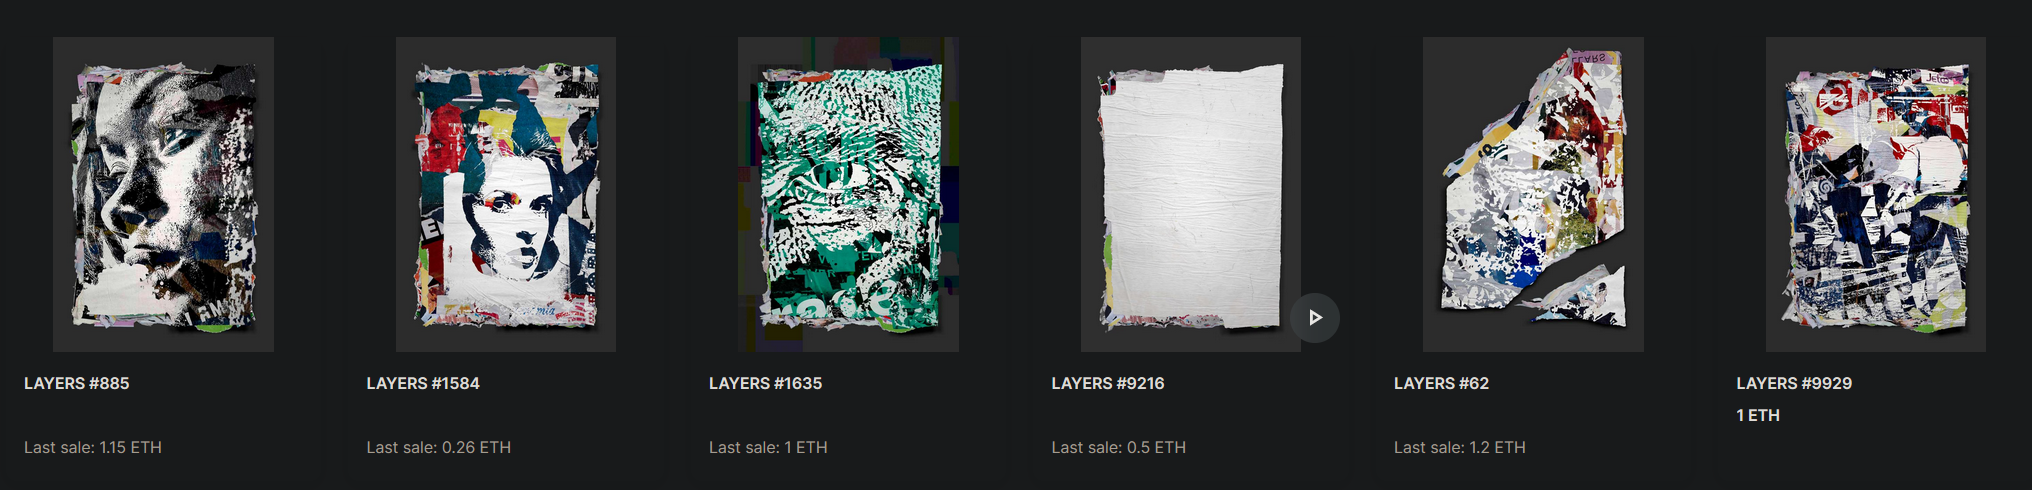 LAYERS #885
Last sale: 1.15 ETH
LAYERS #1584
Last sale: 0.26 ETH
LAYERS #1635
Last sale: 1 ETH
LAYERS #9216
Last sale: 0.5 ETH
LAYERS #62
Last sale: 1.2 ETH
LAYERS #9929
1 ETH